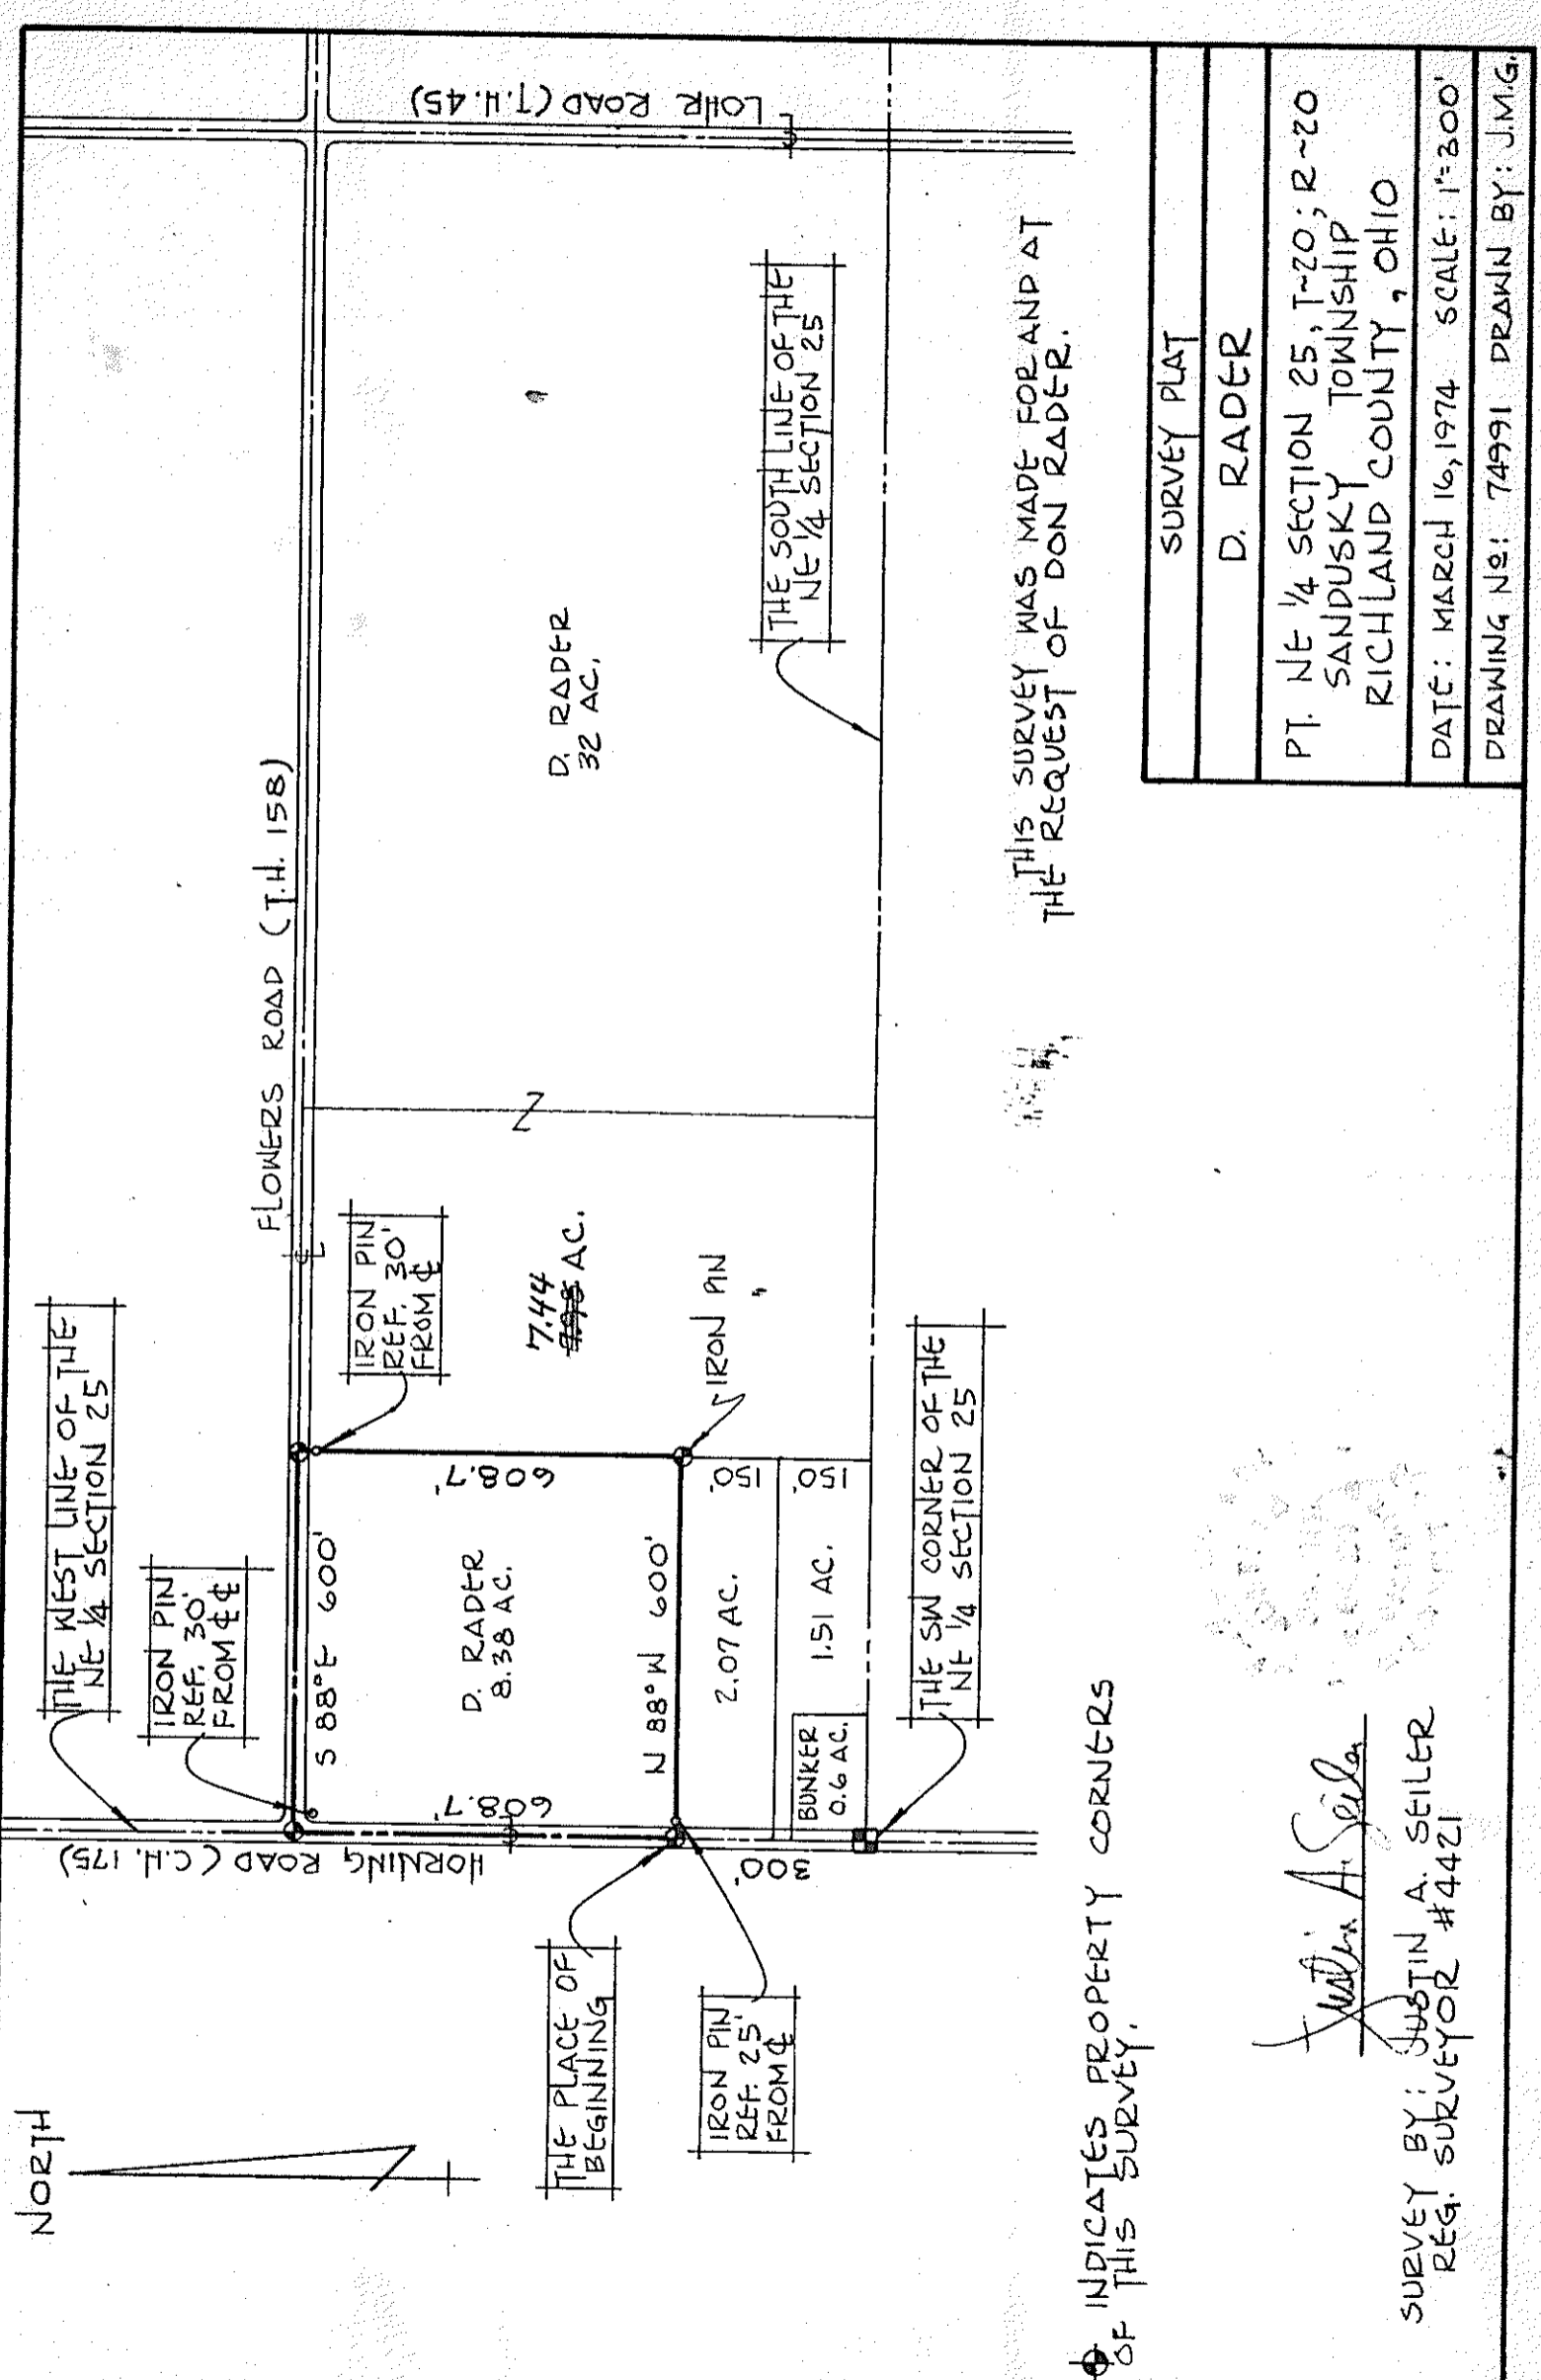 NORTH
THE WEST LINE OF THE
NE 1/4 SECTION 25
IRON PIN
REF. 30'
FROM ℄ & ℄
HORNING ROAD (C.H. 175)
FLOWERS ROAD (T.H. 158)
LOHR ROAD (T.H. 45)
S 88° E 600'
IRON PIN
REF. 30'
FROM ℄
608.7'
D. RADER
8.38 AC.
608.7'
7.44
AC.
D. RADER
32 AC.
N 88° W 600'
IRON PIN
THE PLACE OF
BEGINNING
IRON PIN
REF. 25'
FROM ℄
300'
2.07 AC.
150'
BUNKER
0.6 AC.
1.51 AC.
150'
THE SW CORNER OF THE
NE 1/4 SECTION 25
THE SOUTH LINE OF THE
NE 1/4 SECTION 25
THIS SURVEY WAS MADE FOR AND AT
THE REQUEST OF DON RADER.
INDICATES PROPERTY CORNERS
OF THIS SURVEY.
Justin A. Seiler
SURVEY BY: JUSTIN A. SEILER
REG. SURVEYOR #4421
SURVEY PLAT
D. RADER
PT. NE 1/4 SECTION 25, T~20; R~20
SANDUSKY TOWNSHIP
RICHLAND COUNTY, OHIO
DATE: MARCH 16, 1974 SCALE: 1"=300'
DRAWING Nº: 74991 DRAWN BY: J.M.G.